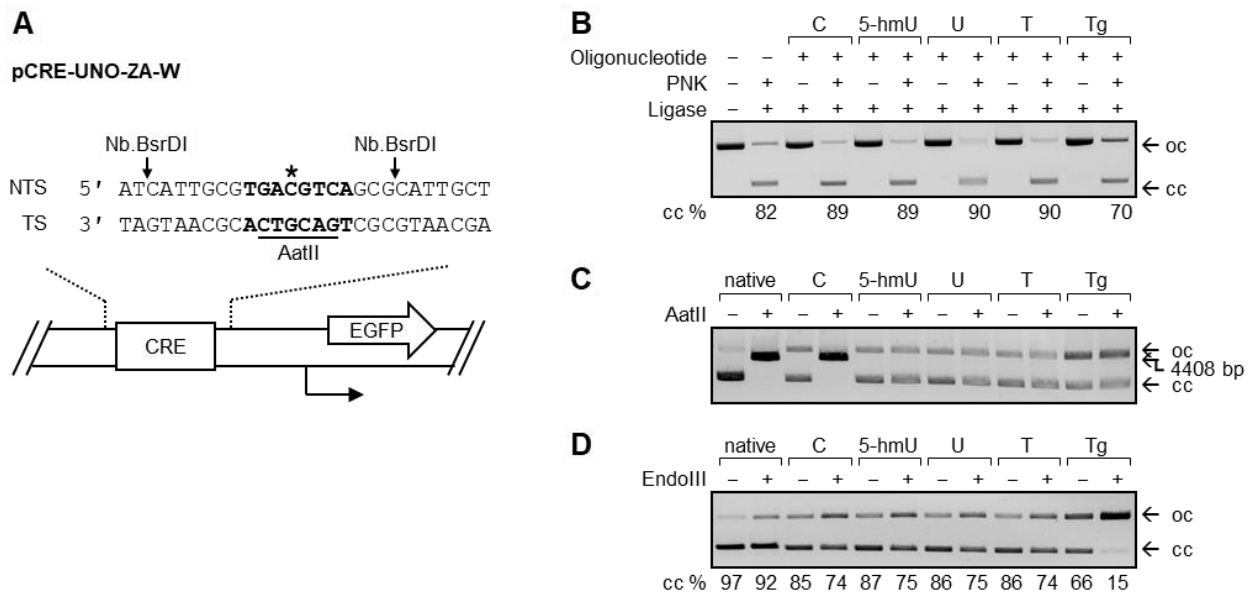 A
pCRE-UNO-ZA-W
Nb.BsrDI Nb.BsrDI
*
NTS 5′ ATCATTGCGTGACGTCAGCGCATTGCT
TS 3′ TAGTAACGCACTGCAGTCGCGTAACGA
AatII
CRE EGFP
B
C 5-hmU U T Tg
Oligonucleotide – – + + + + + + + + + +
PNK – + – + – + – + – + – +
Ligase – + + + + + + + + + + +
← oc
← cc
cc % 82 89 89 90 90 70
C
native C 5-hmU U T Tg
AatII – + – + – + – + – + – +
← oc
4408 bp
← cc
D
native C 5-hmU U T Tg
EndoIII – + – + – + – + – + – +
← oc
← cc
cc % 97 92 85 74 87 75 86 75 86 74 66 15